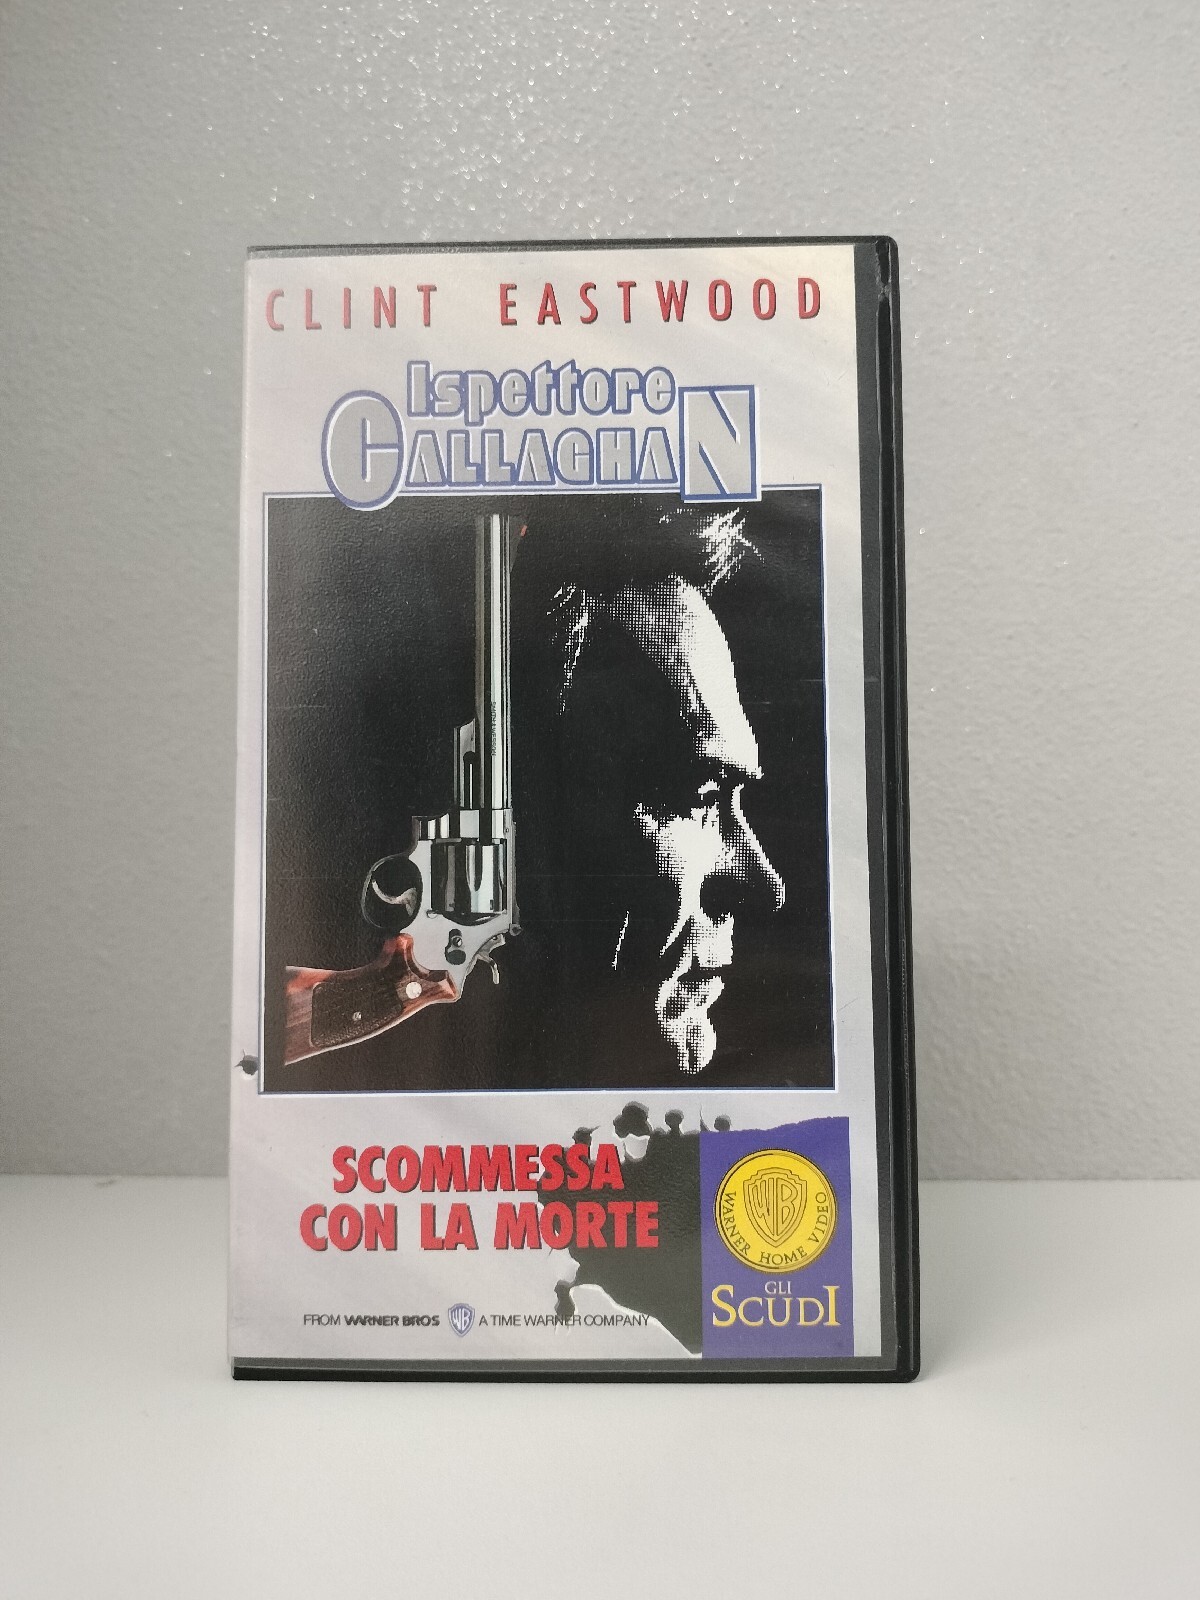 CLINT EASTWOOD
Ispettore
CALLAGHAN
SCOMMESSA
CON LA MORTE
WB
WARNER HOME VIDEO
GLI
SCUDI
FROM WARNER BROS WB A TIME WARNER COMPANY